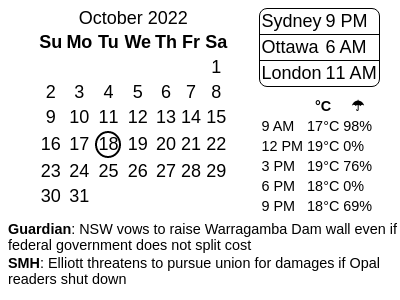 October 2022
Su Mo Tu We Th Fr Sa
1
2 3 4 5 6 7 8
9 10 11 12 13 14 15
16 17 18 19 20 21 22
23 24 25 26 27 28 29
30 31
Sydney 9 PM
Ottawa 6 AM
London 11 AM
°C ☂
9 AM 17°C 98%
12 PM 19°C 0%
3 PM 19°C 76%
6 PM 18°C 0%
9 PM 18°C 69%
Guardian: NSW vows to raise Warragamba Dam wall even if
federal government does not split cost
SMH: Elliott threatens to pursue union for damages if Opal
readers shut down